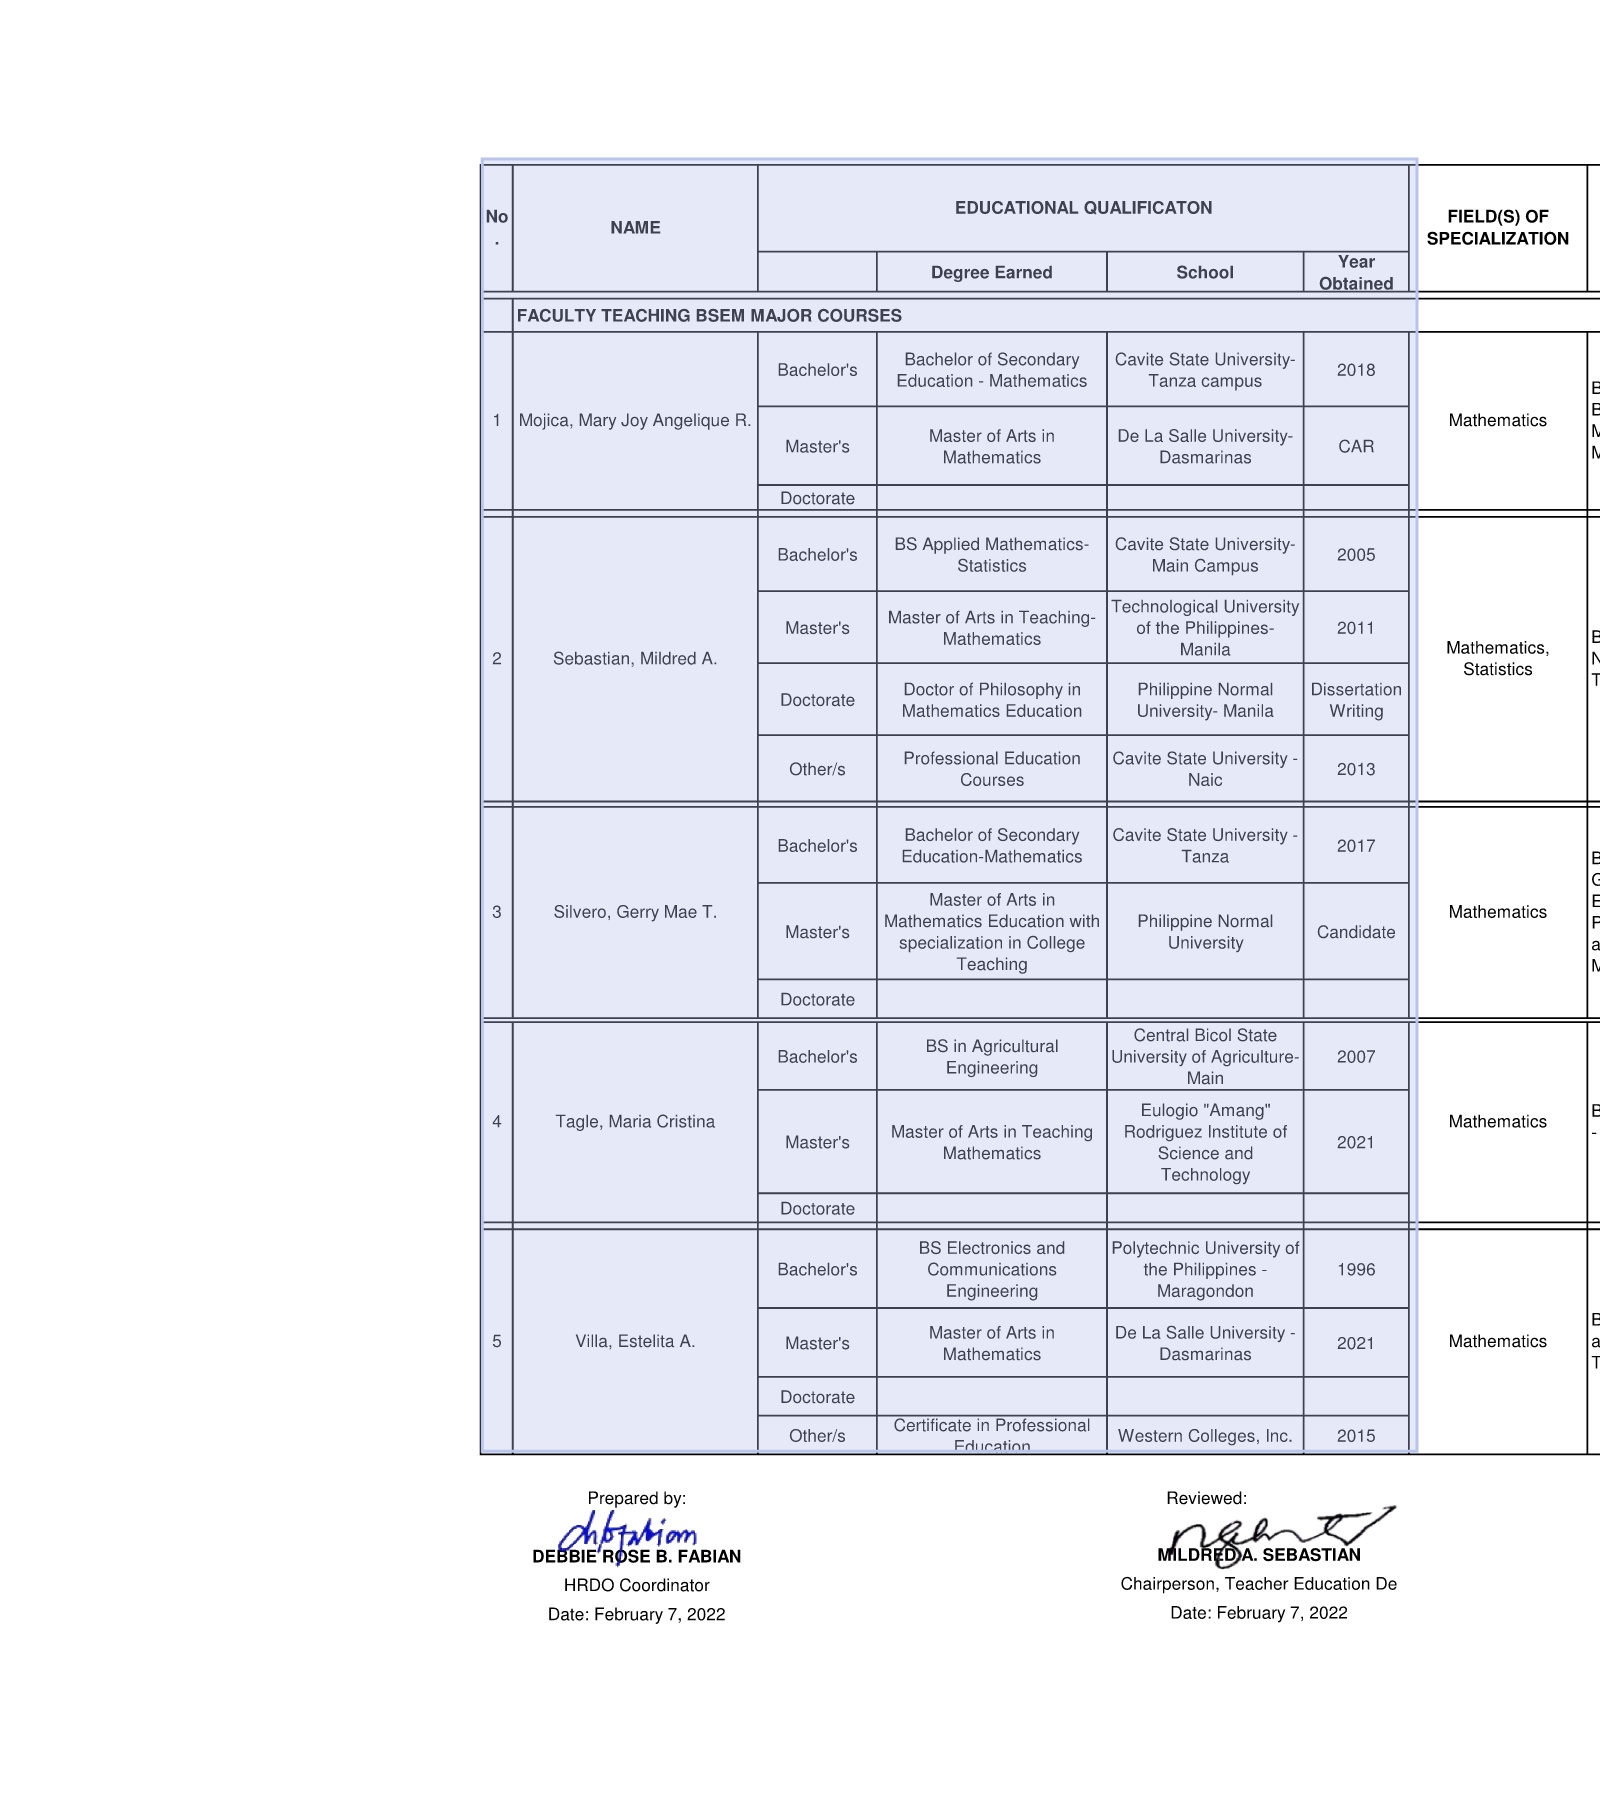 No
.
NAME
EDUCATIONAL QUALIFICATON
FIELD(S) OF
SPECIALIZATION
Degree Earned
School
Year
Obtained
FACULTY TEACHING BSEM MAJOR COURSES
1
Mojica, Mary Joy Angelique R.
Bachelor's
Bachelor of Secondary
Education - Mathematics
Cavite State University-
Tanza campus
2018
Master's
Master of Arts in
Mathematics
De La Salle University-
Dasmarinas
CAR
Doctorate
Mathematics
2
Sebastian, Mildred A.
Bachelor's
BS Applied Mathematics-
Statistics
Cavite State University-
Main Campus
2005
Master's
Master of Arts in Teaching-
Mathematics
Technological University
of the Philippines-
Manila
2011
Doctorate
Doctor of Philosophy in
Mathematics Education
Philippine Normal
University- Manila
Dissertation
Writing
Other/s
Professional Education
Courses
Cavite State University -
Naic
2013
Mathematics,
Statistics
3
Silvero, Gerry Mae T.
Bachelor's
Bachelor of Secondary
Education-Mathematics
Cavite State University -
Tanza
2017
Master's
Master of Arts in
Mathematics Education with
specialization in College
Teaching
Philippine Normal
University
Candidate
Doctorate
Mathematics
4
Tagle, Maria Cristina
Bachelor's
BS in Agricultural
Engineering
Central Bicol State
University of Agriculture-
Main
2007
Master's
Master of Arts in Teaching
Mathematics
Eulogio "Amang"
Rodriguez Institute of
Science and
Technology
2021
Doctorate
Mathematics
5
Villa, Estelita A.
Bachelor's
BS Electronics and
Communications
Engineering
Polytechnic University of
the Philippines -
Maragondon
1996
Master's
Master of Arts in
Mathematics
De La Salle University -
Dasmarinas
2021
Doctorate
Other/s
Certificate in Professional
Education
Western Colleges, Inc.
2015
Mathematics
Prepared by:
DEBBIE ROSE B. FABIAN
HRDO Coordinator
Date: February 7, 2022
Reviewed:
MILDRED A. SEBASTIAN
Chairperson, Teacher Education De
Date: February 7, 2022